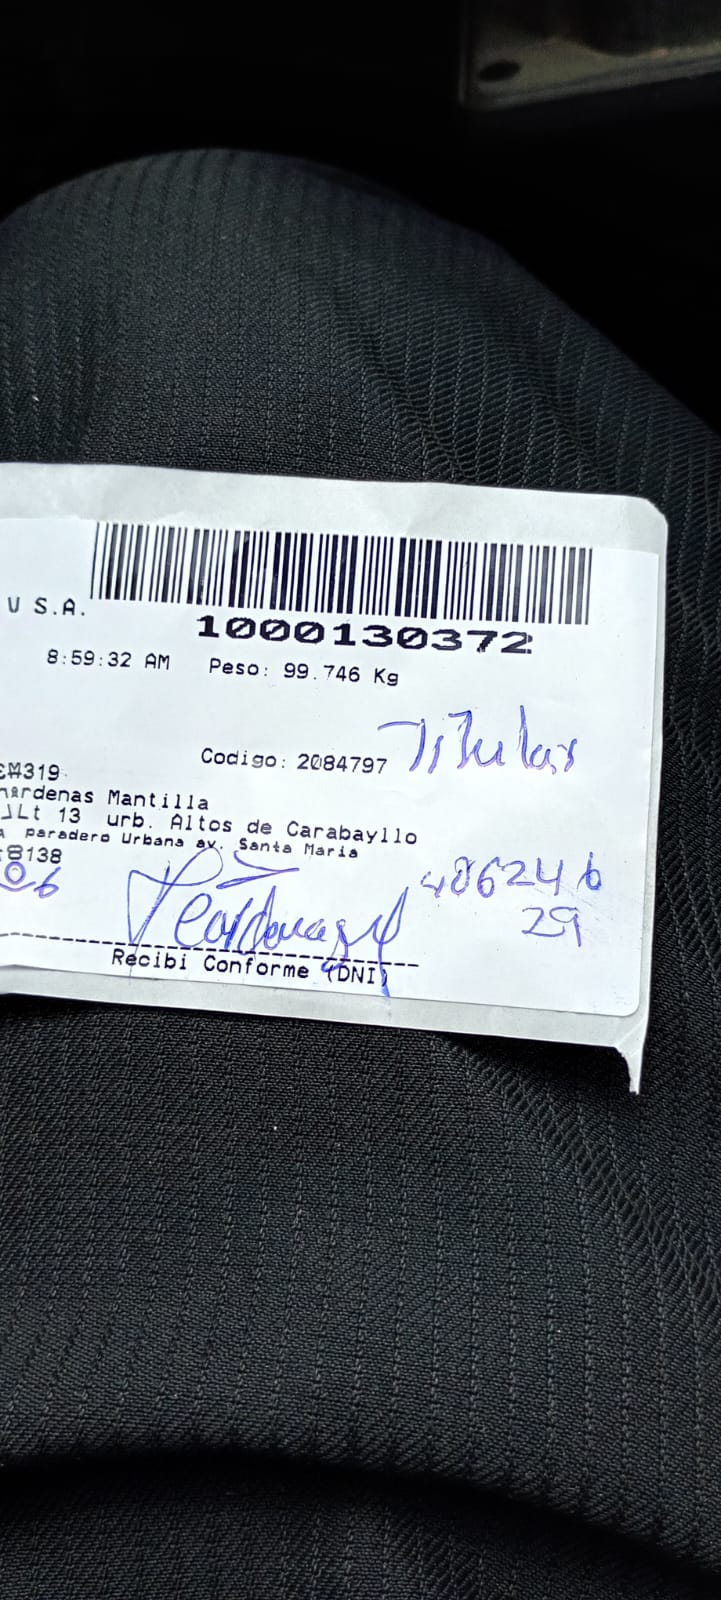 1000130372
U S.A.
8:59:32 AM Peso: 99.746 Kg
Titular
Codigo: 2084797
M319
Mantilla
Lt 13 urb. Altos de Carabayllo
paradero Urbana av. Santa Maria
8138
486246
29
Recibi Conforme (DNI)